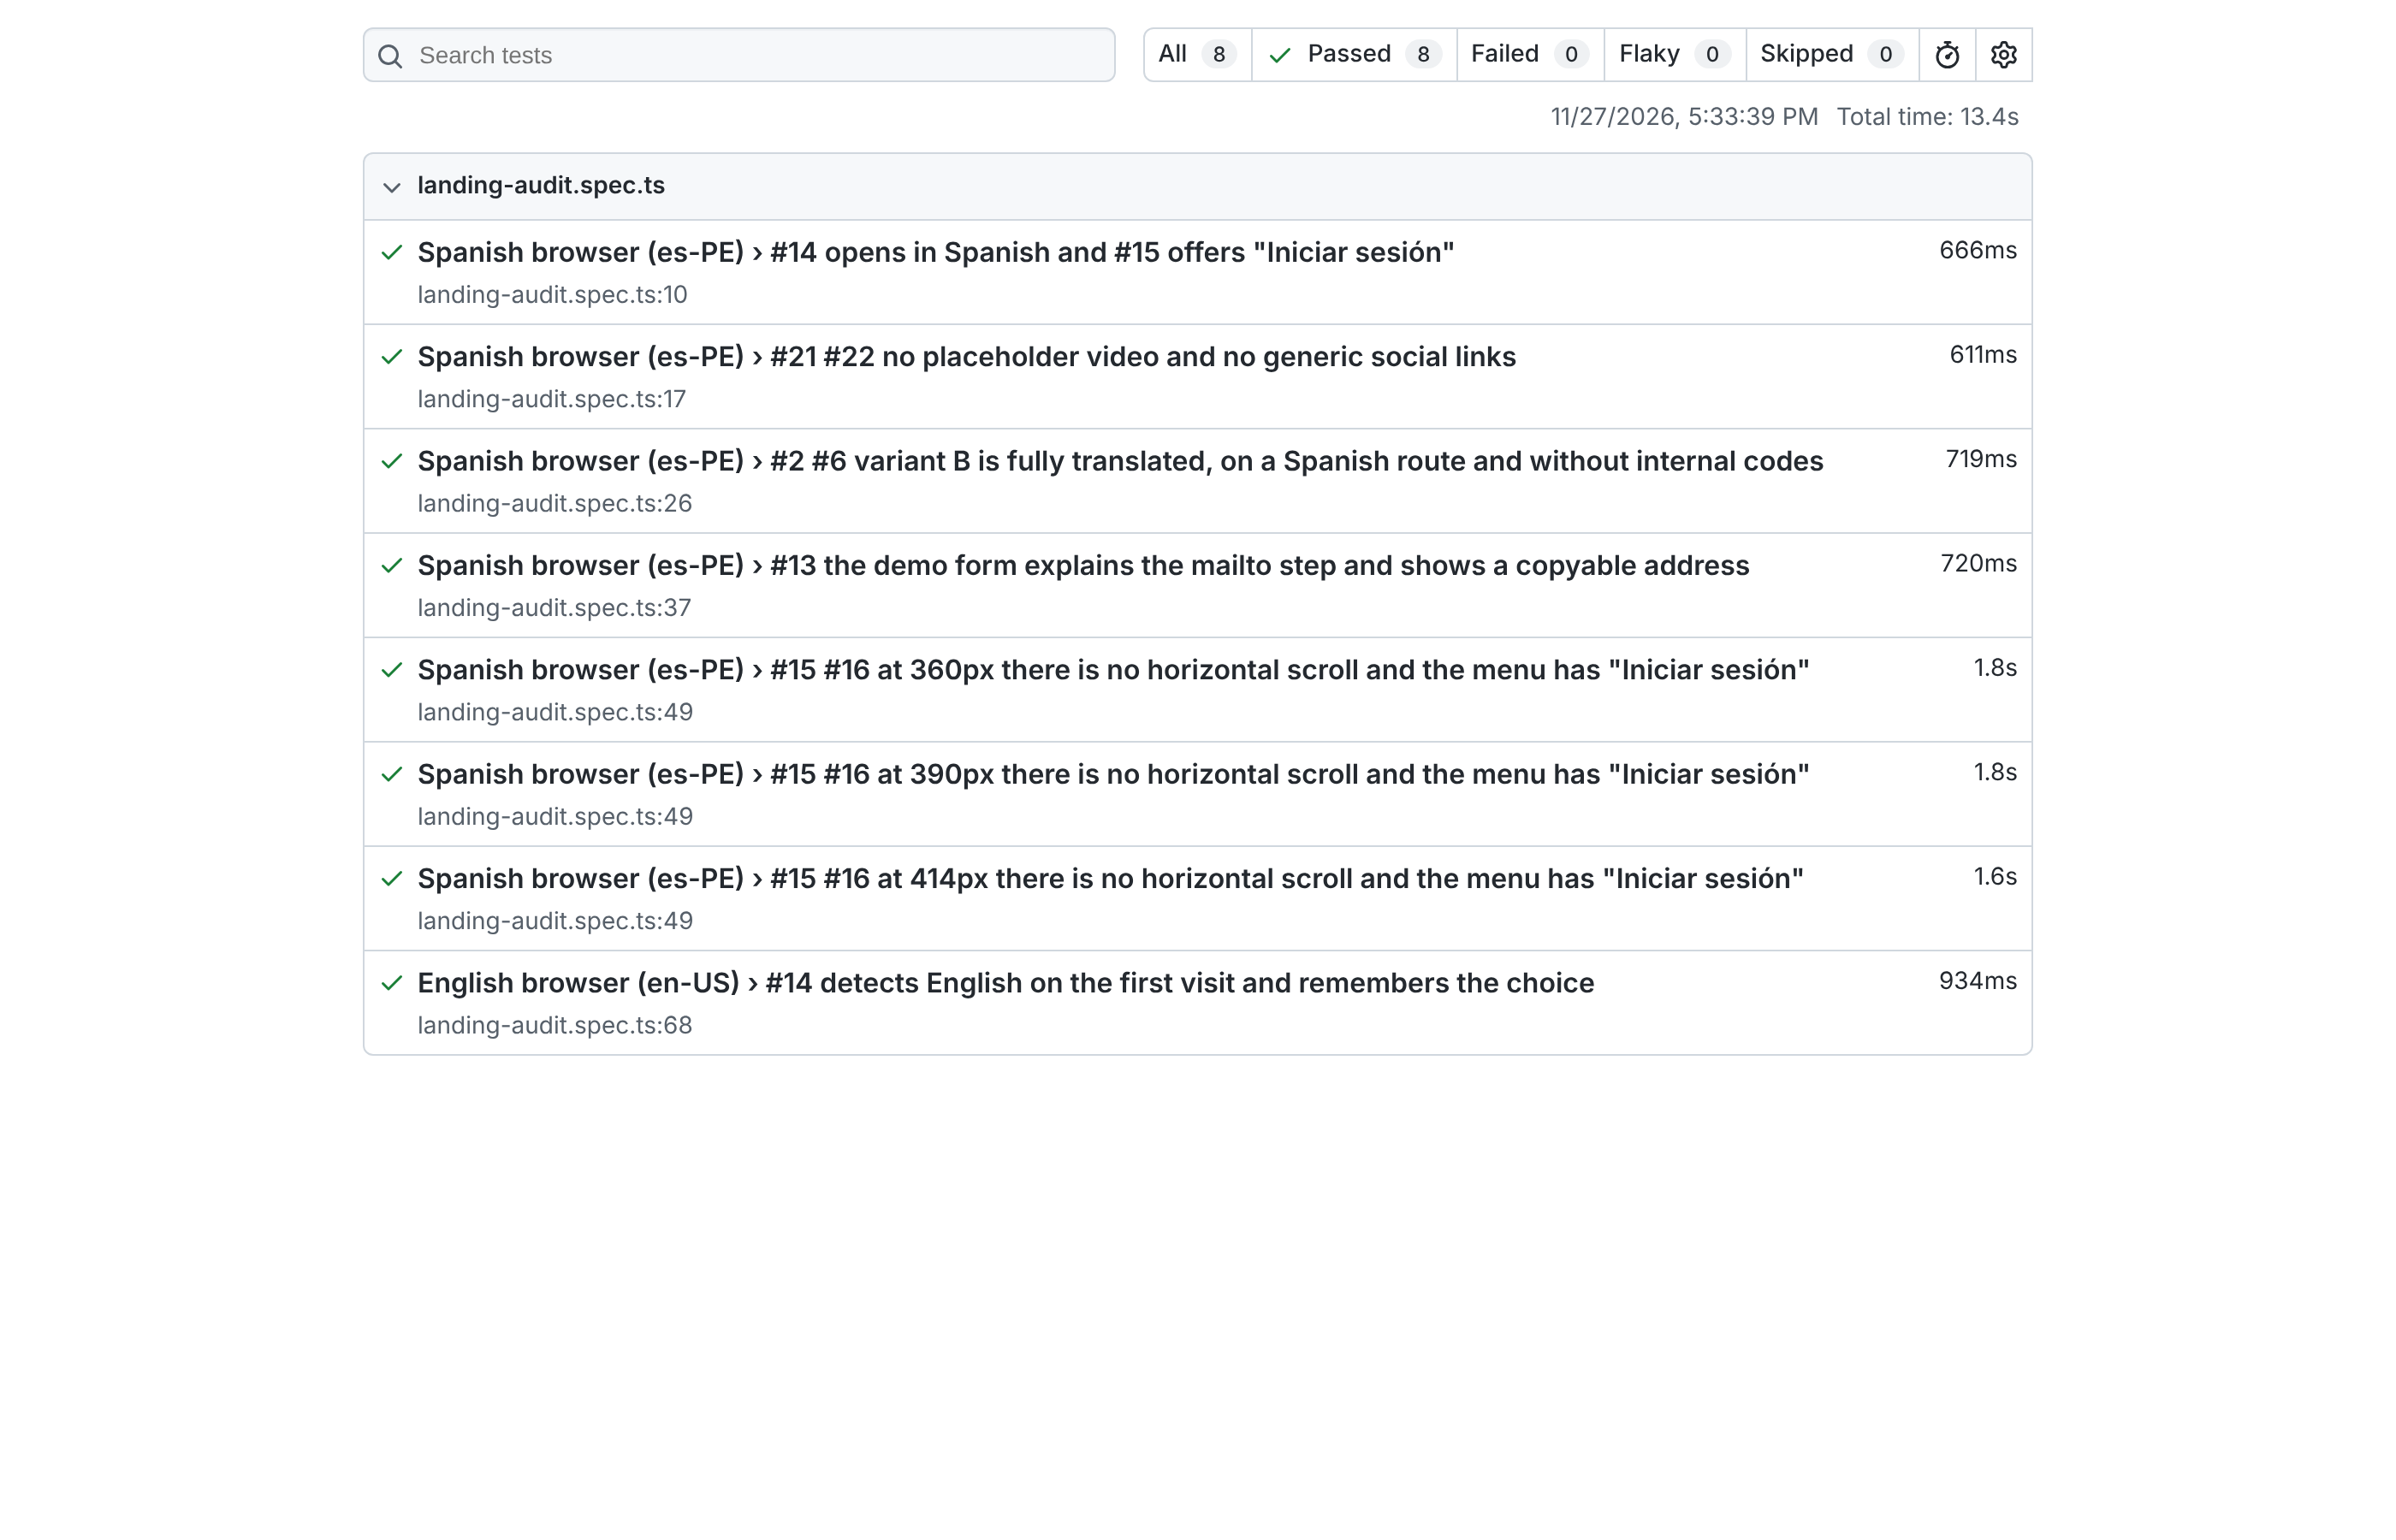 Search tests
All 8 Passed 8 Failed 0 Flaky 0 Skipped 0
11/27/2026, 5:33:39 PM Total time: 13.4s
landing-audit.spec.ts
Spanish browser (es-PE) › #14 opens in Spanish and #15 offers "Iniciar sesión" 666ms
landing-audit.spec.ts:10
Spanish browser (es-PE) › #21 #22 no placeholder video and no generic social links 611ms
landing-audit.spec.ts:17
Spanish browser (es-PE) › #2 #6 variant B is fully translated, on a Spanish route and without internal codes 719ms
landing-audit.spec.ts:26
Spanish browser (es-PE) › #13 the demo form explains the mailto step and shows a copyable address 720ms
landing-audit.spec.ts:37
Spanish browser (es-PE) › #15 #16 at 360px there is no horizontal scroll and the menu has "Iniciar sesión" 1.8s
landing-audit.spec.ts:49
Spanish browser (es-PE) › #15 #16 at 390px there is no horizontal scroll and the menu has "Iniciar sesión" 1.8s
landing-audit.spec.ts:49
Spanish browser (es-PE) › #15 #16 at 414px there is no horizontal scroll and the menu has "Iniciar sesión" 1.6s
landing-audit.spec.ts:49
English browser (en-US) › #14 detects English on the first visit and remembers the choice 934ms
landing-audit.spec.ts:68